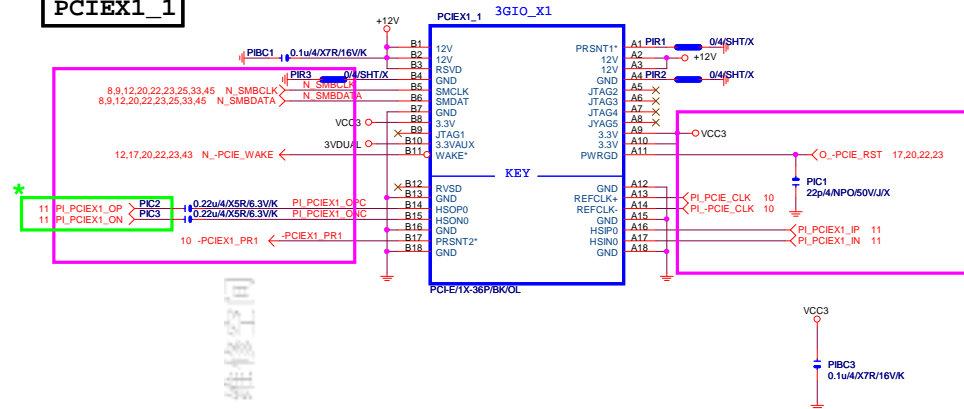 PCIEX1_1
PCIEX1_1 3GIO_X1
+12V
PIBC1 0.1u/4/X7R/16V/K
B1 12V PRSNT1* A1 PIR1 0/4/SHT/X
B2 12V 12V A2 +12V
B3 RSVD 12V A3
PIR3 0/4/SHT/X B4 GND GND A4 PIR2 0/4/SHT/X
8,9,12,20,22,23,25,33,45 N_SMBCLK N_SMBCLK B5 SMCLK JTAG2 A5
8,9,12,20,22,23,25,33,45 N_SMBDATA N_SMBDATA B6 SMDAT JTAG3 A6
B7 GND JTAG4 A7
VCC3 B8 3.3V JYAG5 A8
B9 JTAG1 3.3V A9 VCC3
3VDUAL B10 3.3VAUX 3.3V A10
12,17,20,22,23,43 N_-PCIE_WAKE B11 WAKE* PWRGD A11 O_-PCIE_RST 17,20,22,23
KEY
PIC1
22p/4/NPO/50V/J/X
B12 RVSD GND A12
*
B13 GND REFCLK+ A13 PI_PCIE_CLK 10
11 PI_PCIEX1_OP PIC2 0.22u/4/X5R/6.3V/K PI_PCIEX1_OPC B14 HSOP0 REFCLK- A14 PI_-PCIE_CLK 10
11 PI_PCIEX1_ON PIC3 0.22u/4/X5R/6.3V/K PI_PCIEX1_ONC B15 HSON0 GND A15
B16 GND HSIP0 A16 PI_PCIEX1_IP 11
10 -PCIEX1_PR1 -PCIEX1_PR1 B17 PRSNT2* HSIN0 A17 PI_PCIEX1_IN 11
B18 GND GND A18
PCI-E/1X-36P/BK/OL
维修空间
VCC3
PIBC3
0.1u/4/X7R/16V/K